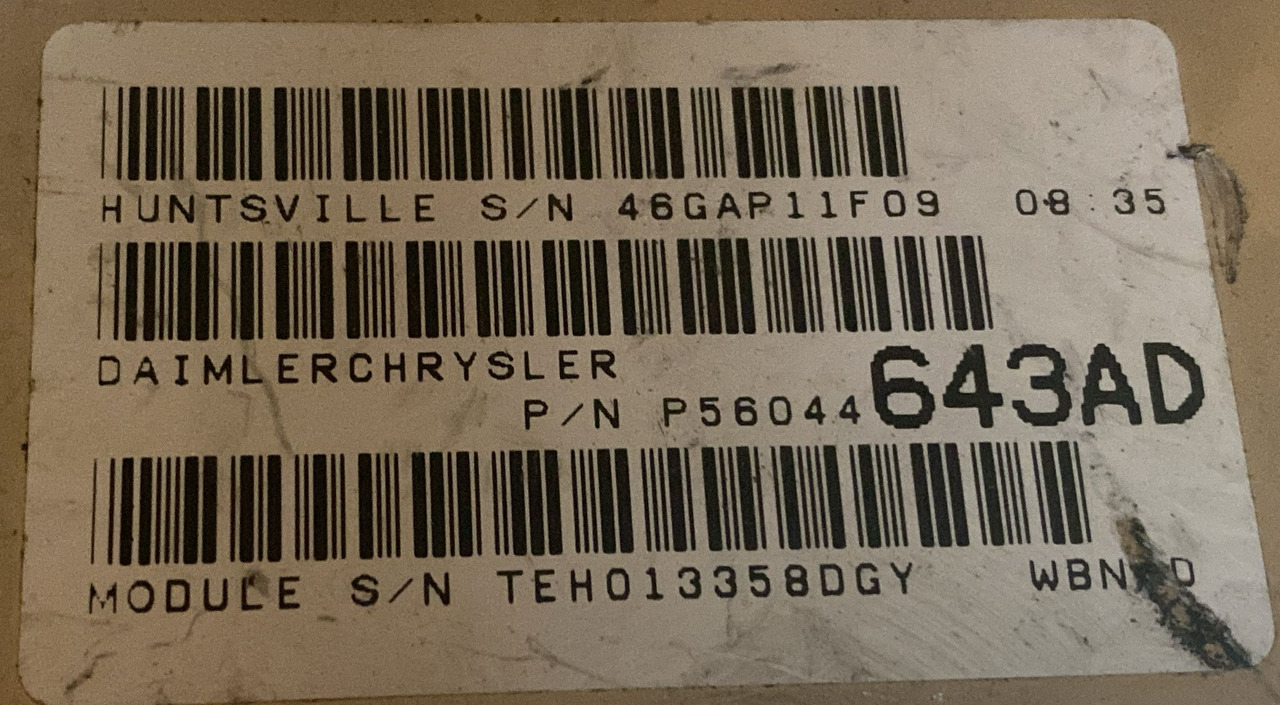 HUNTSVILLE S/N 46GAP11F09 08:35
DAIMLERCHRYSLER
P/N P56044643AD
MODULE S/N TEH013358DGY